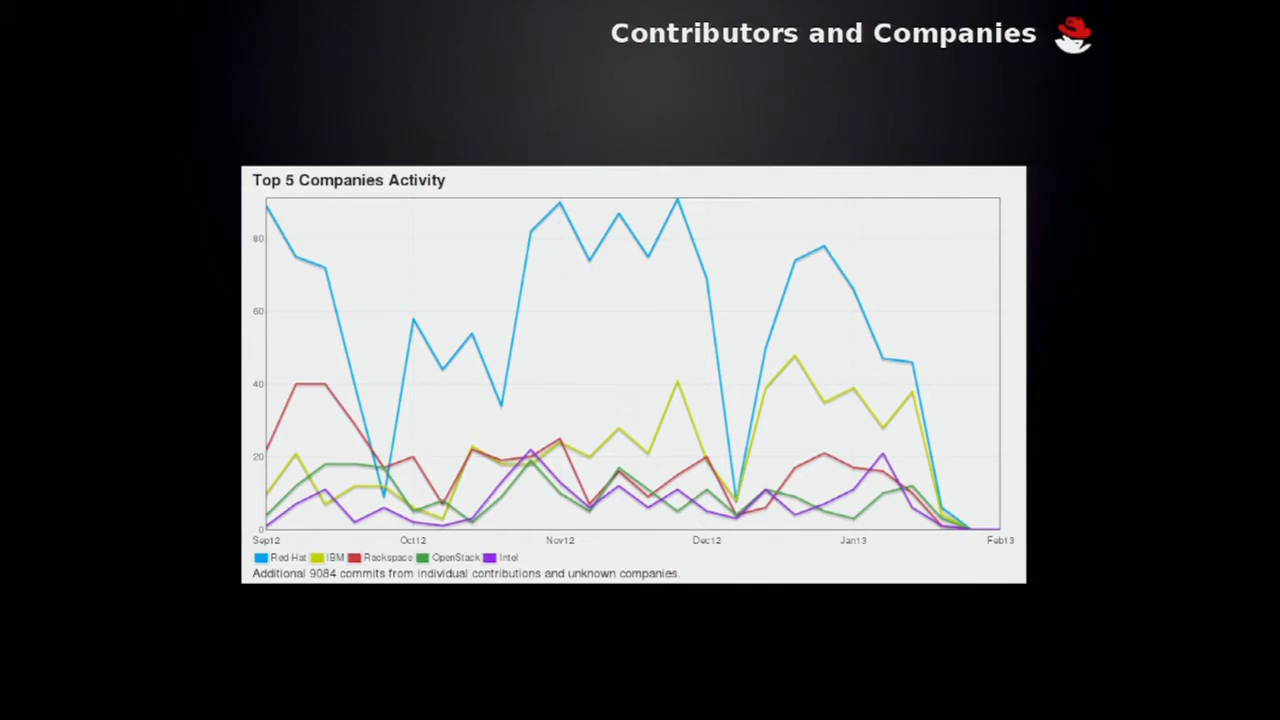 Contributors and Companies
Top 5 Companies Activity
80
60
40
20
0
Sep12 Oct12 Nov12 Dec12 Jan13 Feb13
Red Hat IBM Rackspace OpenStack Intel
Additional 9084 commits from individual contributions and unknown companies.